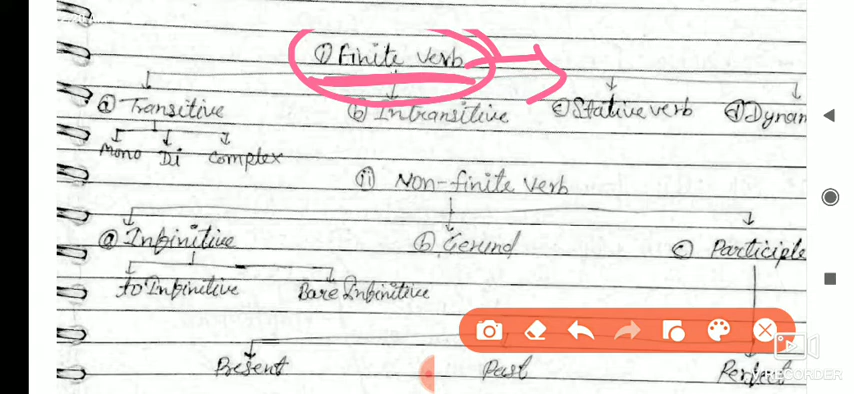 (i) Finite verb
(a) Transitive (b) Intransitive (c) Stative verb (d) Dynam
Mono Di Complex
(ii) Non-finite verb
(a) Infinitive (b) Gerund (c) Participle
to Infinitive Bare Infinitive
Present Past Perfect
RECORDER